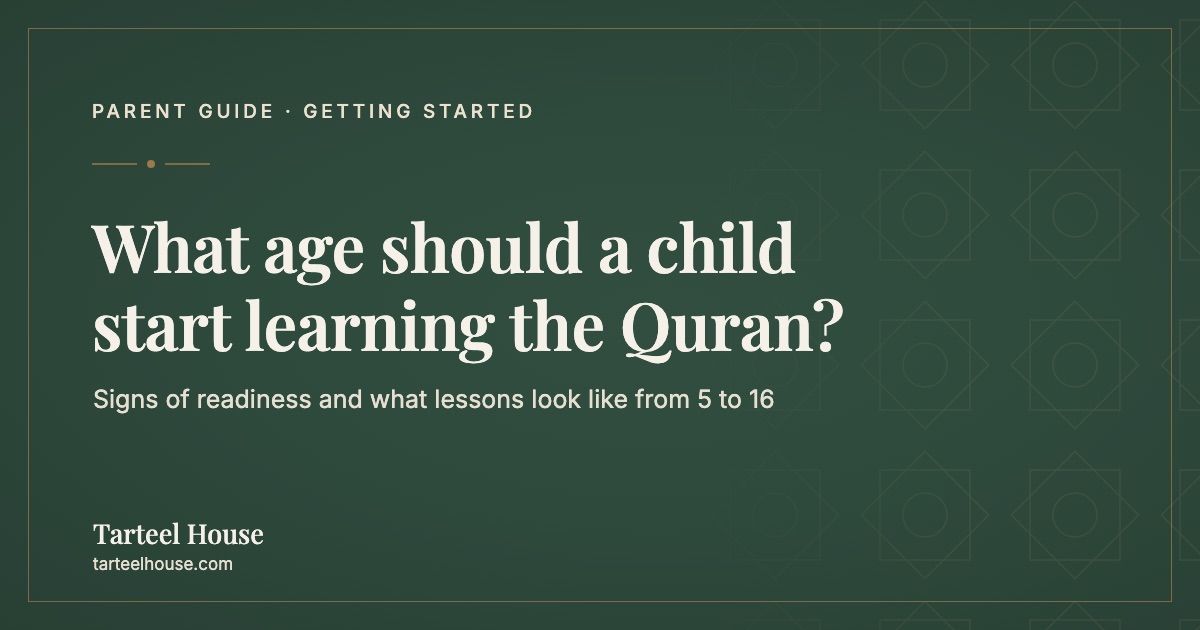 PARENT GUIDE · GETTING STARTED
What age should a child
start learning the Quran?
Signs of readiness and what lessons look like from 5 to 16
Tarteel House
tarteelhouse.com